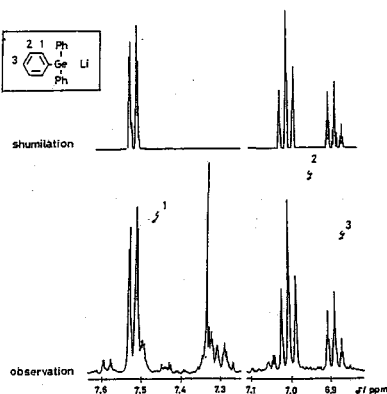 2 1 Ph
3 Ge Li
Ph
shumilation
2
1
3
observation
7.6 7.5 7.4 7.3 7.1 7.0 6.9 δ/ ppm